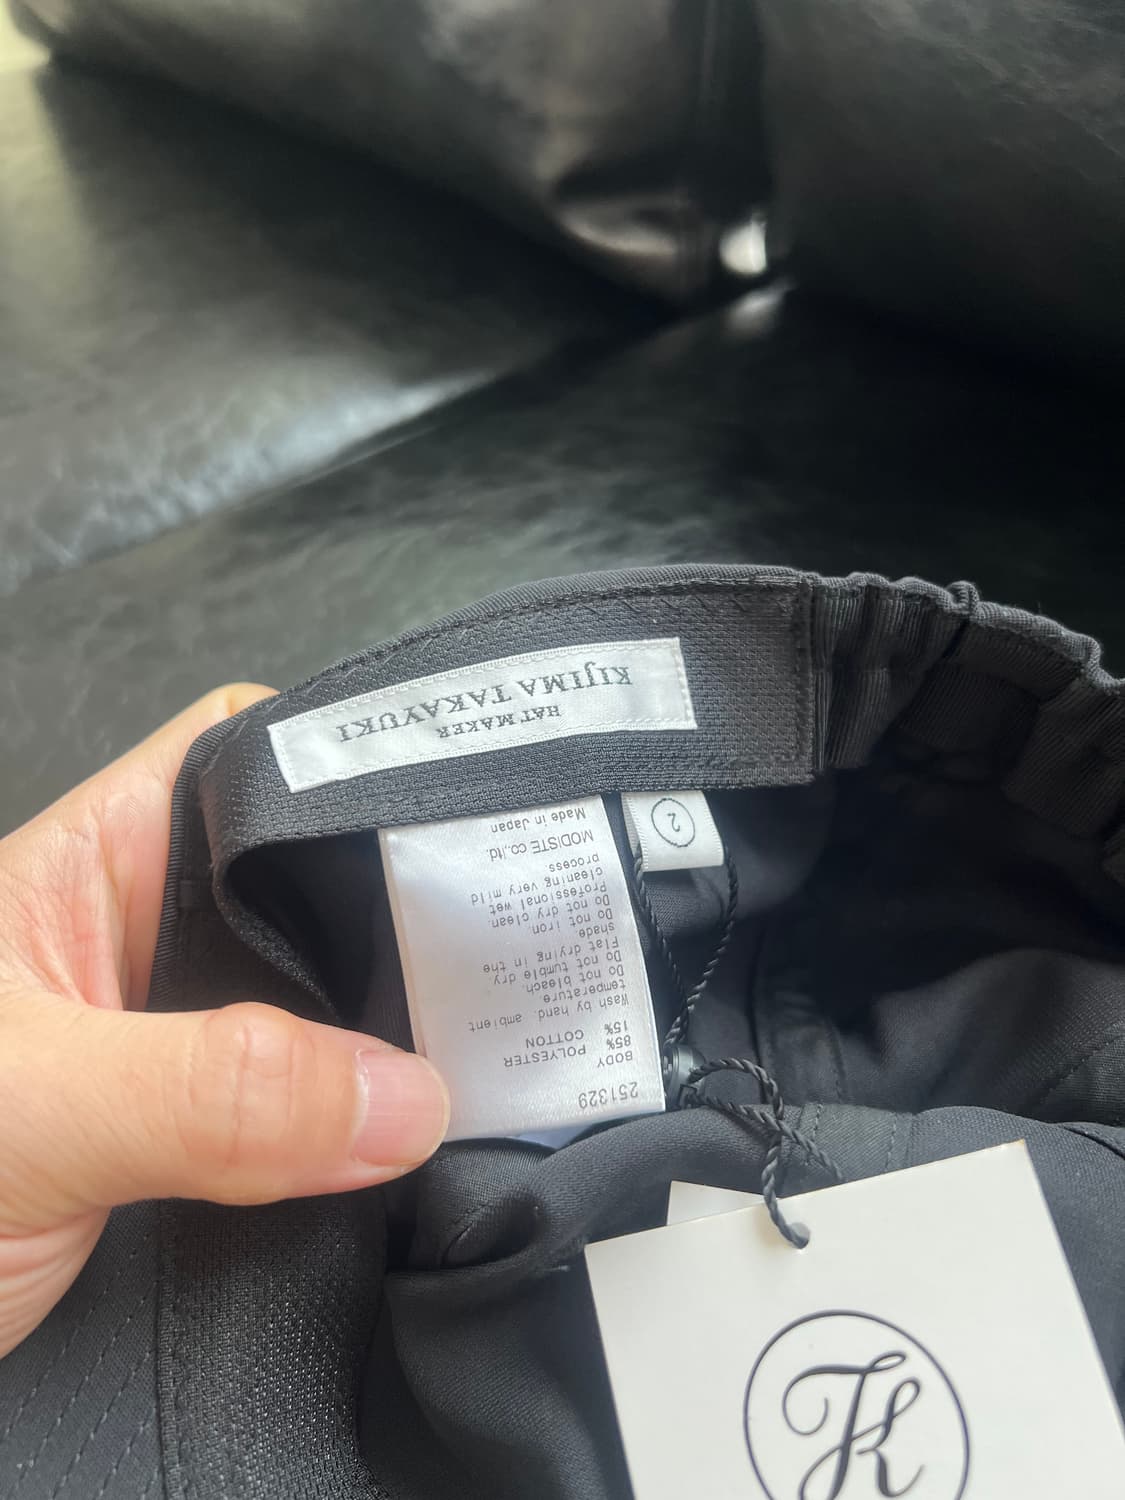 KIJIMA TAKAYUKI
HAT MAKER
2
251329
BODY
85% POLYESTER
15% COTTON
Wash by hand. ambient
temperature
Do not bleach.
Do not tumble dry.
Flat drying in the
shade.
Do not iron.
Do not dry clean.
Professional wet
cleaning very mild
process.
MODISTE co.,ltd.
Made in Japan
TK